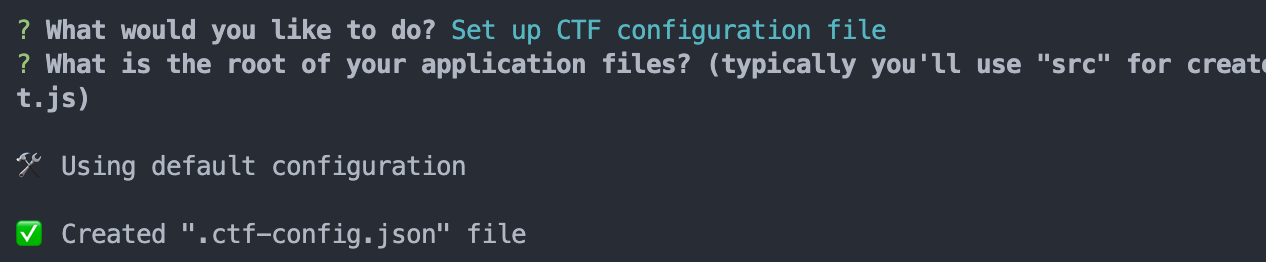 ? What would you like to do? Set up CTF configuration file
? What is the root of your application files? (typically you'll use "src" for create
t.js)
🛠 Using default configuration
✅ Created ".ctf-config.json" file